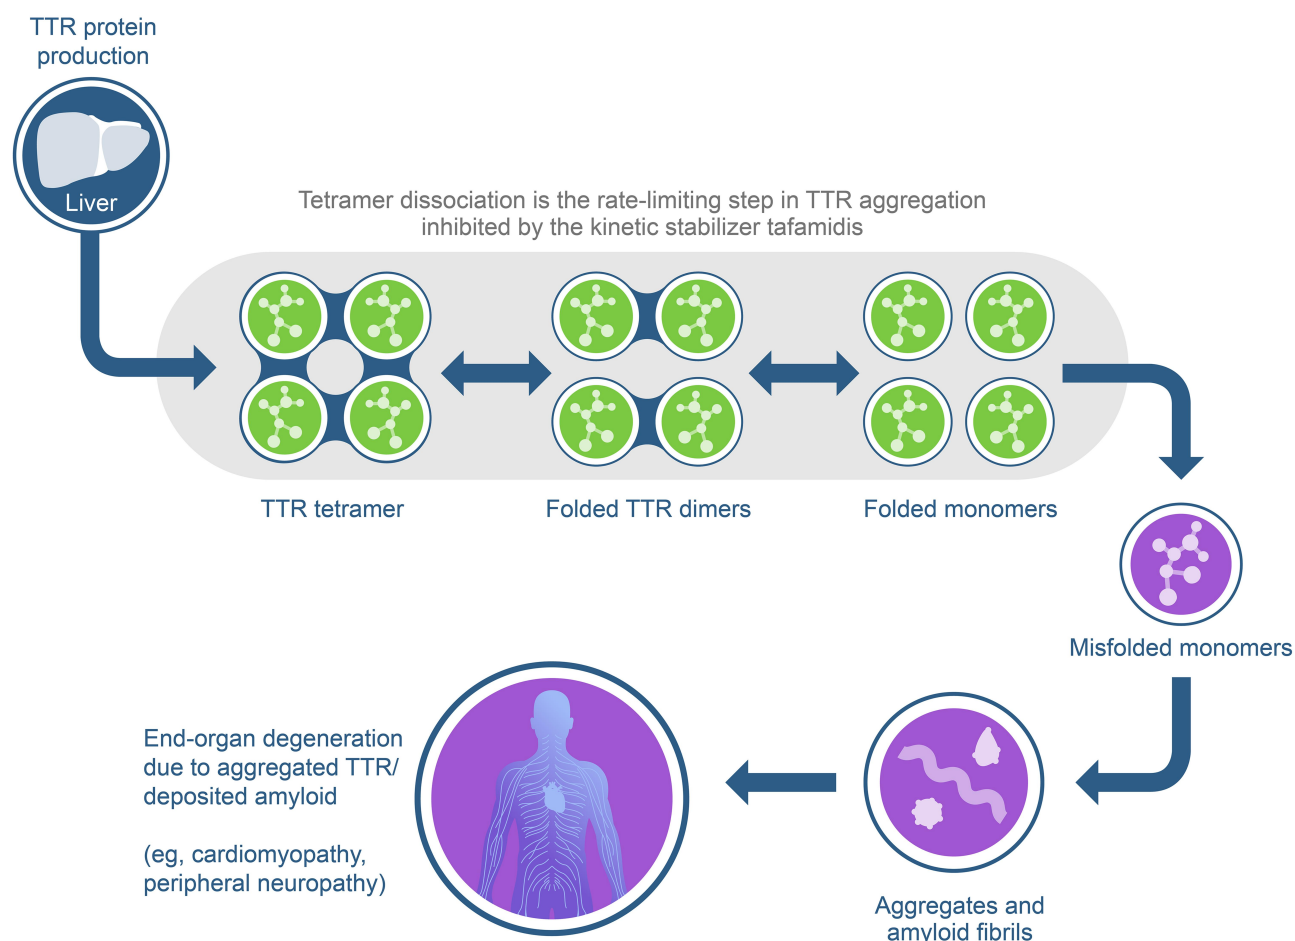 TTR protein
production
Liver
Tetramer dissociation is the rate-limiting step in TTR aggregation
inhibited by the kinetic stabilizer tafamidis
TTR tetramer
Folded TTR dimers
Folded monomers
Misfolded monomers
End-organ degeneration
due to aggregated TTR/
deposited amyloid
(eg, cardiomyopathy,
peripheral neuropathy)
Aggregates and
amyloid fibrils